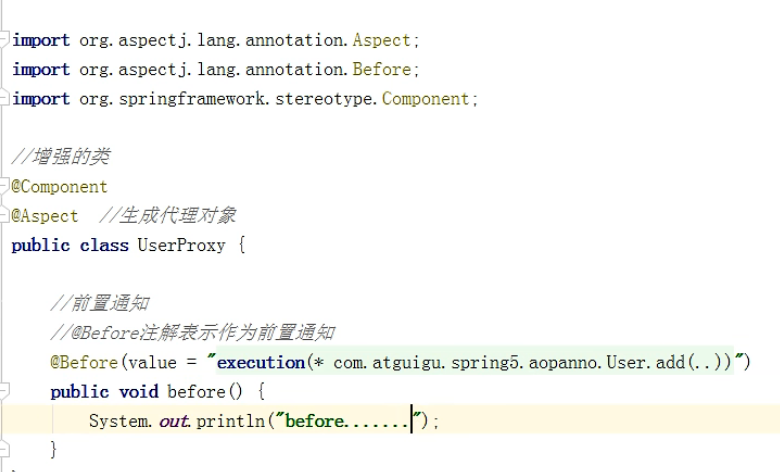 import org.aspectj.lang.annotation.Aspect;
import org.aspectj.lang.annotation.Before;
import org.springframework.stereotype.Component;
//增强的类
@Component
@Aspect  //生成代理对象
public class UserProxy {
//前置通知
//@Before注解表示作为前置通知
@Before(value = "execution(* com.atguigu.spring5.aopanno.User.add(..))")
public void before() {
System.out.println("before.......");
}